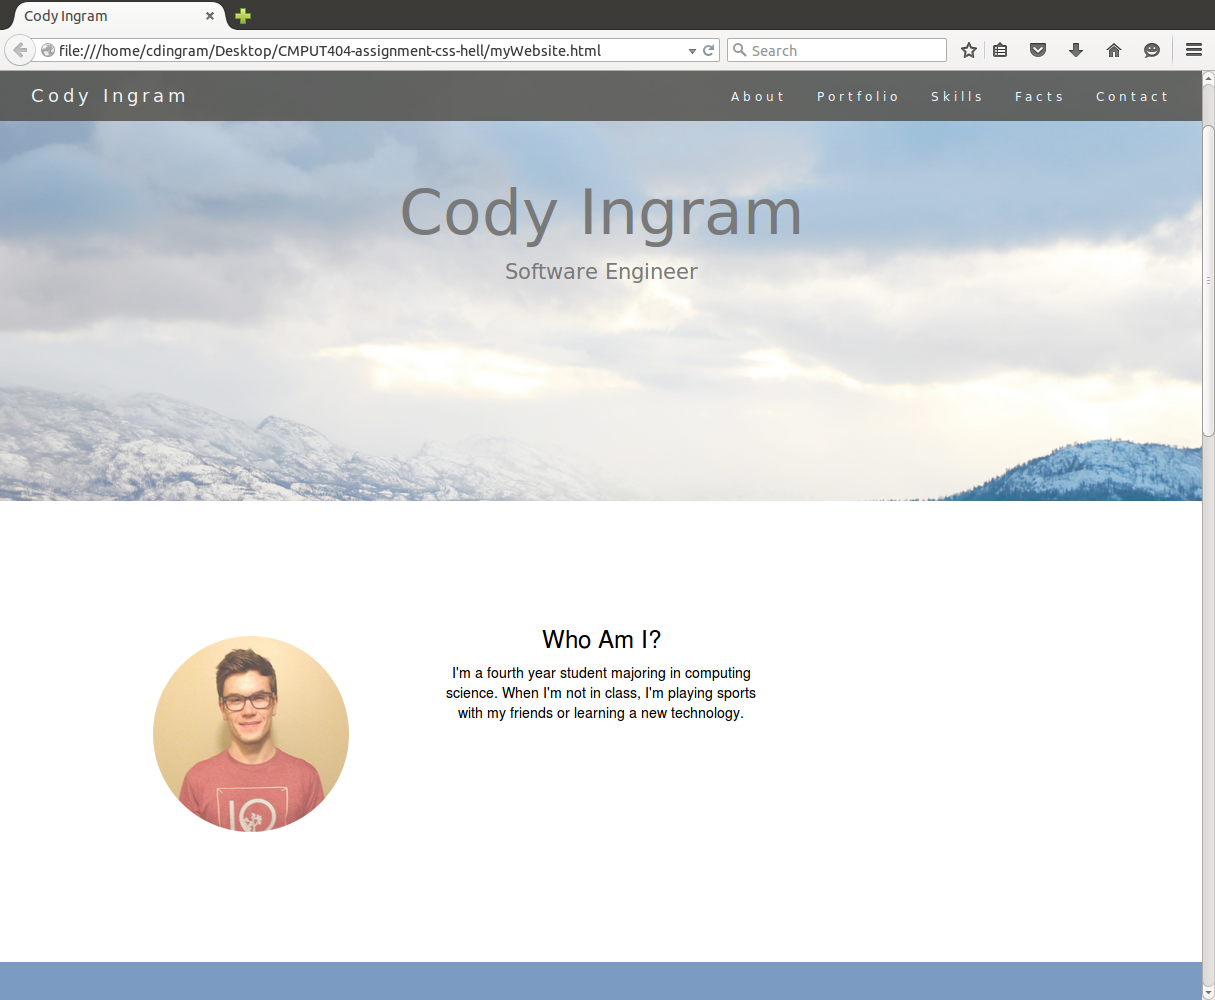 Cody Ingram
file:///home/cdingram/Desktop/CMPUT404-assignment-css-hell/myWebsite.html
Search
Cody Ingram
About Portfolio Skills Facts Contact
Cody Ingram
Software Engineer
Who Am I?
I'm a fourth year student majoring in computing
science. When I'm not in class, I'm playing sports
with my friends or learning a new technology.